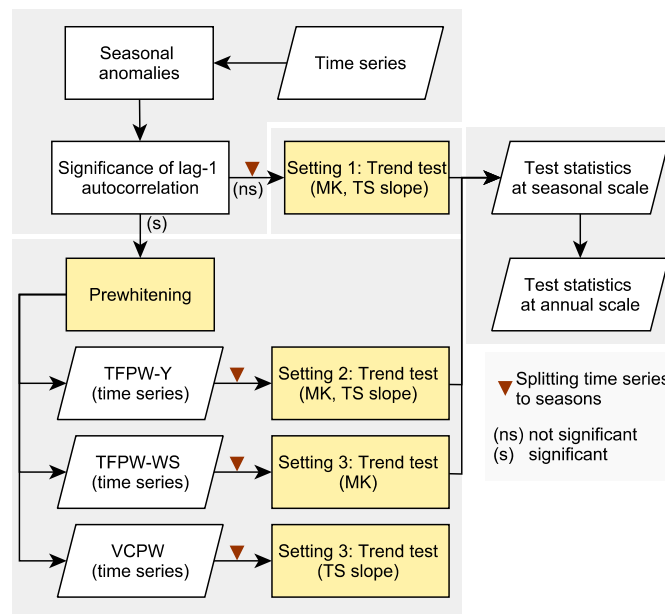 Seasonal
anomalies
Time series
Significance of lag-1
autocorrelation
(ns)
(s)
Setting 1: Trend test
(MK, TS slope)
Test statistics
at seasonal scale
Test statistics
at annual scale
Prewhitening
TFPW-Y
(time series)
Setting 2: Trend test
(MK, TS slope)
TFPW-WS
(time series)
Setting 3: Trend test
(MK)
VCPW
(time series)
Setting 3: Trend test
(TS slope)
Splitting time series
to seasons
(ns) not significant
(s) significant